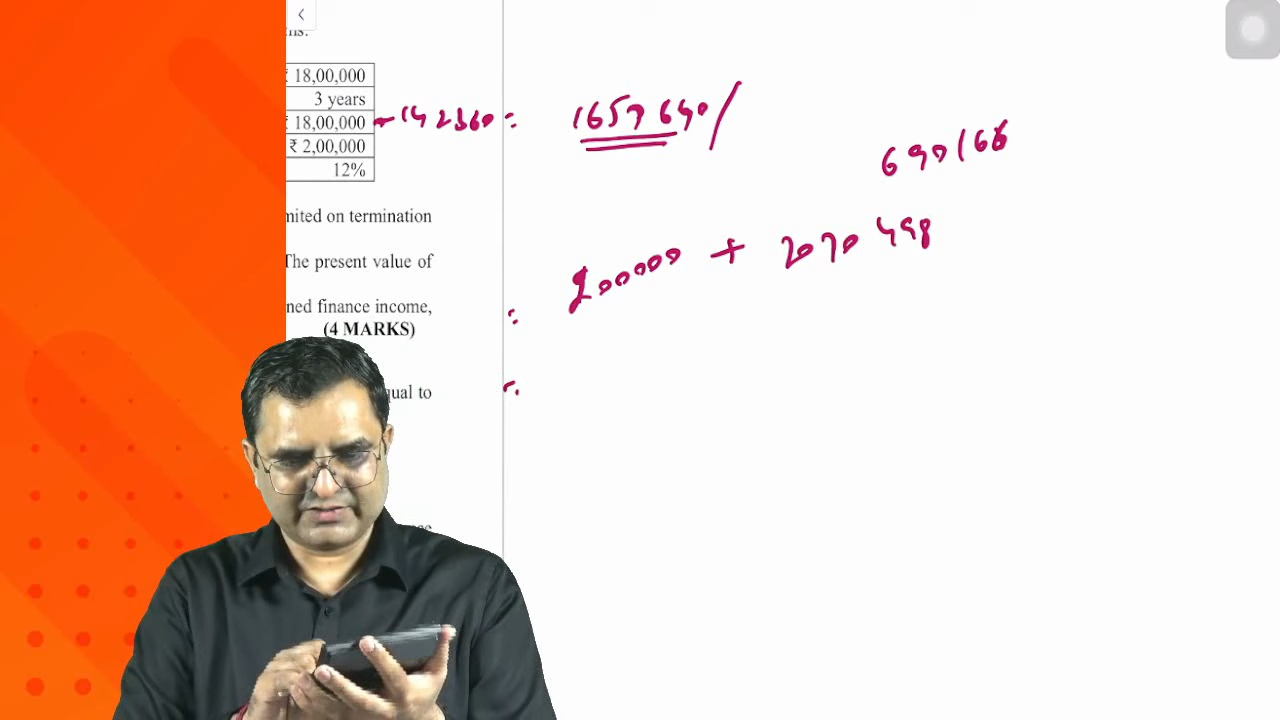 ns:
₹ 18,00,000
3 years
₹ 18,00,000 - 142360 = 1657640/
₹ 2,00,000
12%
690166
mited on termination
200000 + 2070498
The present value of
ned finance income,
(4 MARKS)
=
=
qual to